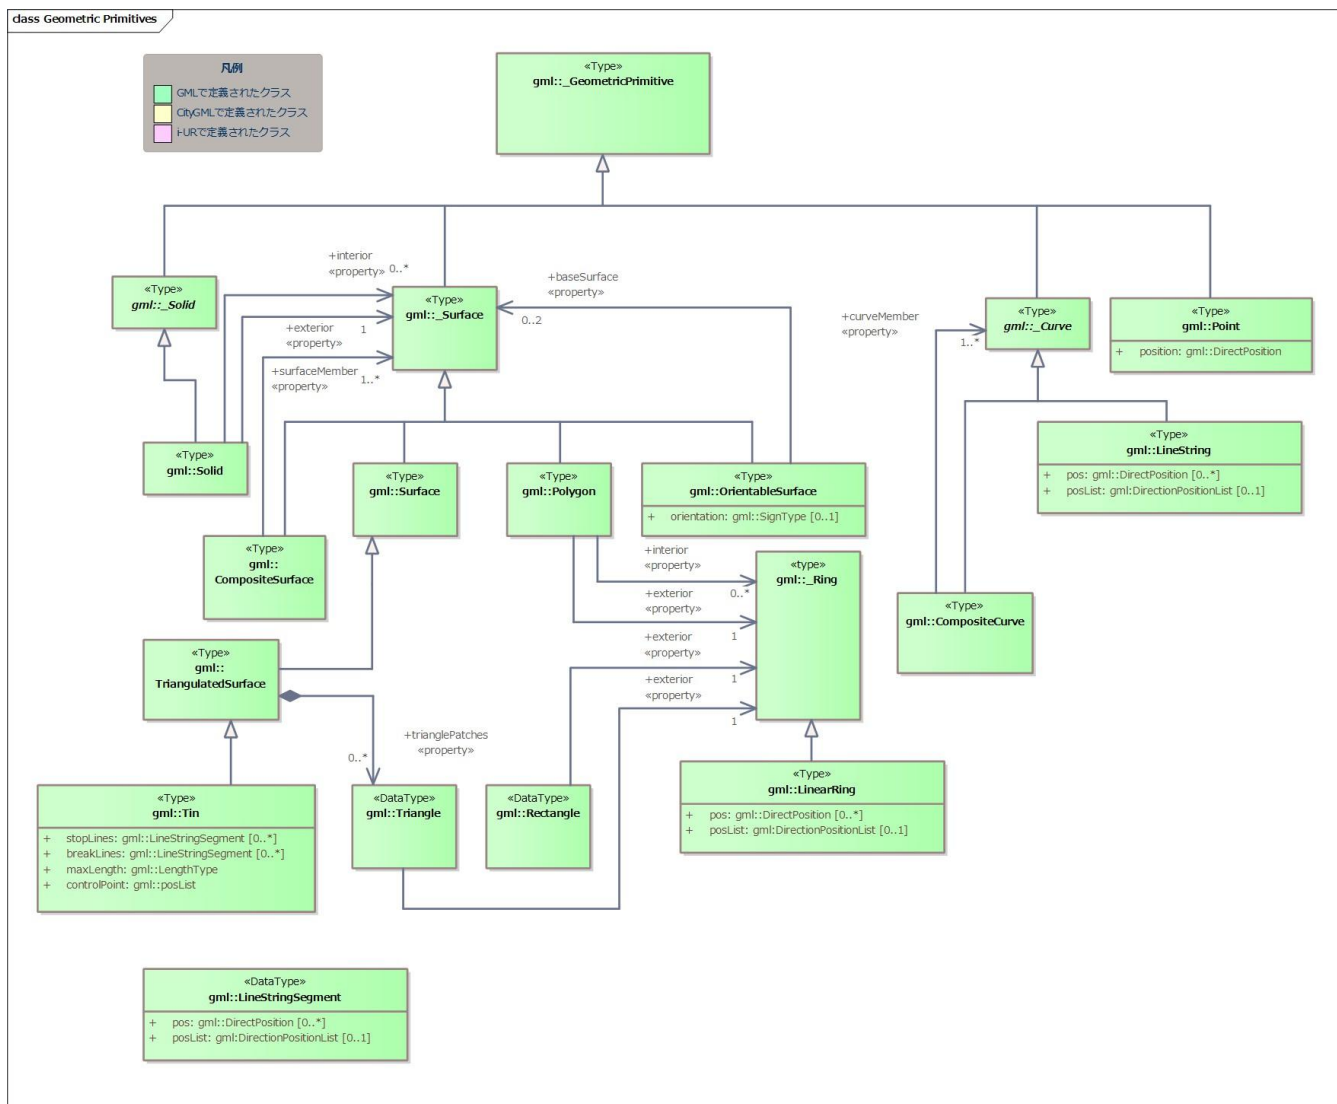 class Geometric Primitives
凡例
GMLで定義されたクラス
CityGMLで定義されたクラス
i-URで定義されたクラス
«Type»
gml::_GeometricPrimitive
+interior
«property»
0..*
+baseSurface
«property»
0..2
«Type»
gml::_Solid
«Type»
gml::_Surface
+exterior
«property»
1
+surfaceMember
«property»
1..*
+curveMember
«property»
1..*
«Type»
gml::_Curve
«Type»
gml::Point
+ position: gml::DirectPosition
«Type»
gml::Solid
«Type»
gml::Surface
«Type»
gml::Polygon
«Type»
gml::OrientableSurface
+ orientation: gml::SignType [0..1]
«Type»
gml::LineString
+ pos: gml::DirectPosition [0..*]
+ posList: gml:DirectionPositionList [0..1]
«Type»
gml::
CompositeSurface
+interior
«property»
0..*
+exterior
«property»
1
+exterior
«property»
1
+exterior
«property»
1
«type»
gml::_Ring
«Type»
gml::CompositeCurve
«Type»
gml::
TriangulatedSurface
+trianglePatches
«property»
0..*
«Type»
gml::Tin
+ stopLines: gml::LineStringSegment [0..*]
+ breakLines: gml::LineStringSegment [0..*]
+ maxLength: gml::LengthType
+ controlPoint: gml::posList
«DataType»
gml::Triangle
«DataType»
gml::Rectangle
«Type»
gml::LinearRing
+ pos: gml::DirectPosition [0..*]
+ posList: gml:DirectionPositionList [0..1]
«DataType»
gml::LineStringSegment
+ pos: gml::DirectPosition [0..*]
+ posList: gml:DirectionPositionList [0..1]